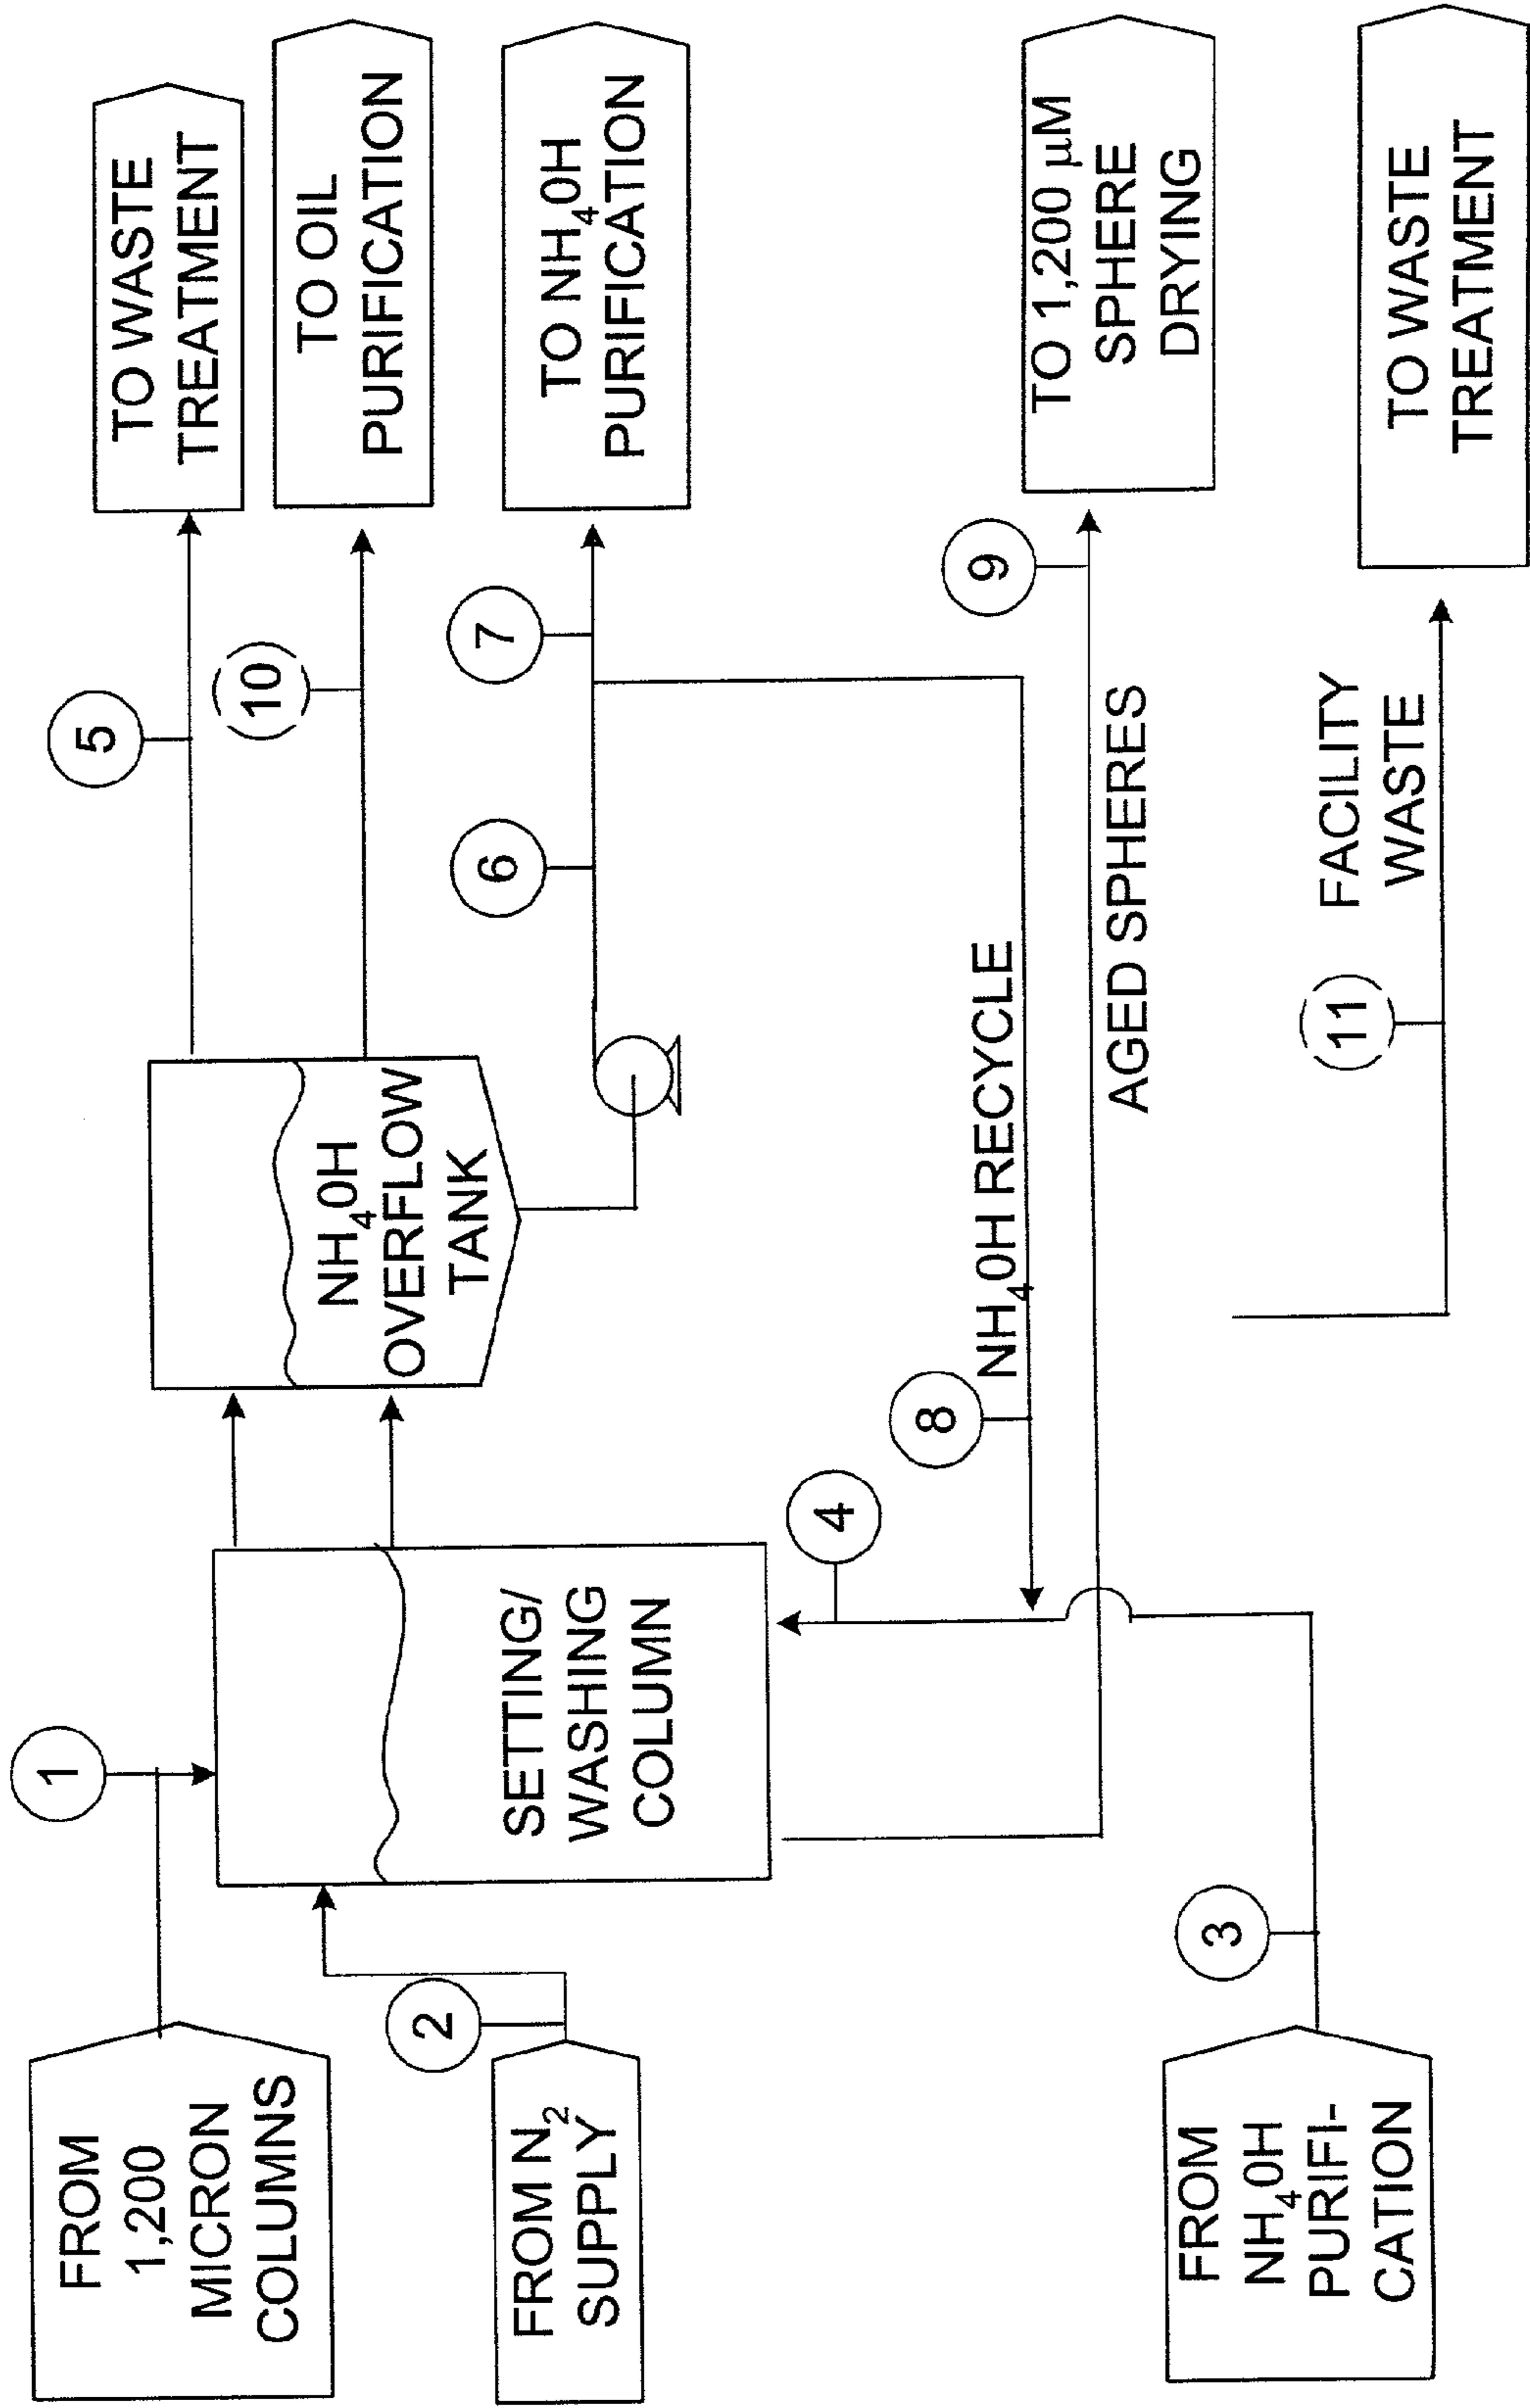 FROM
1,200
MICRON
COLUMNS
1
FROM N2
SUPPLY
2
FROM
NH40H
PURIFI-
CATION
3
SETTING/
WASHING
COLUMN
4
NH40H
OVERFLOW
TANK
5
TO WASTE
TREATMENT
10
TO OIL
PURIFICATION
6
7
TO NH40H
PURIFICATION
8
NH40H RECYCLE
9
TO 1,200 μM
SPHERE
DRYING
AGED SPHERES
11
FACILITY
WASTE
TO WASTE
TREATMENT